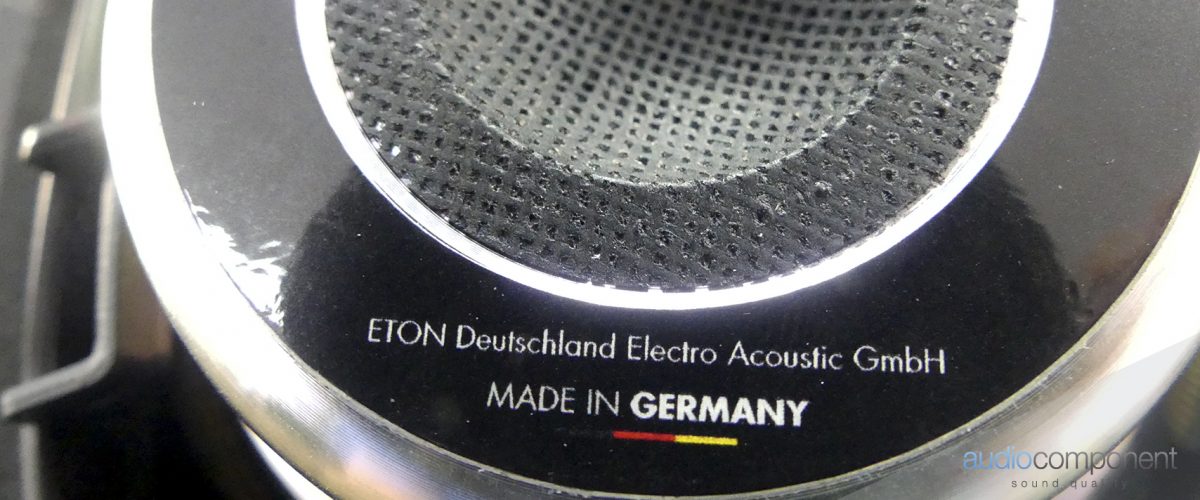 ETON Deutschland Electro Acoustic GmbH
MADE IN GERMANY
audiocomponent
sound.quality